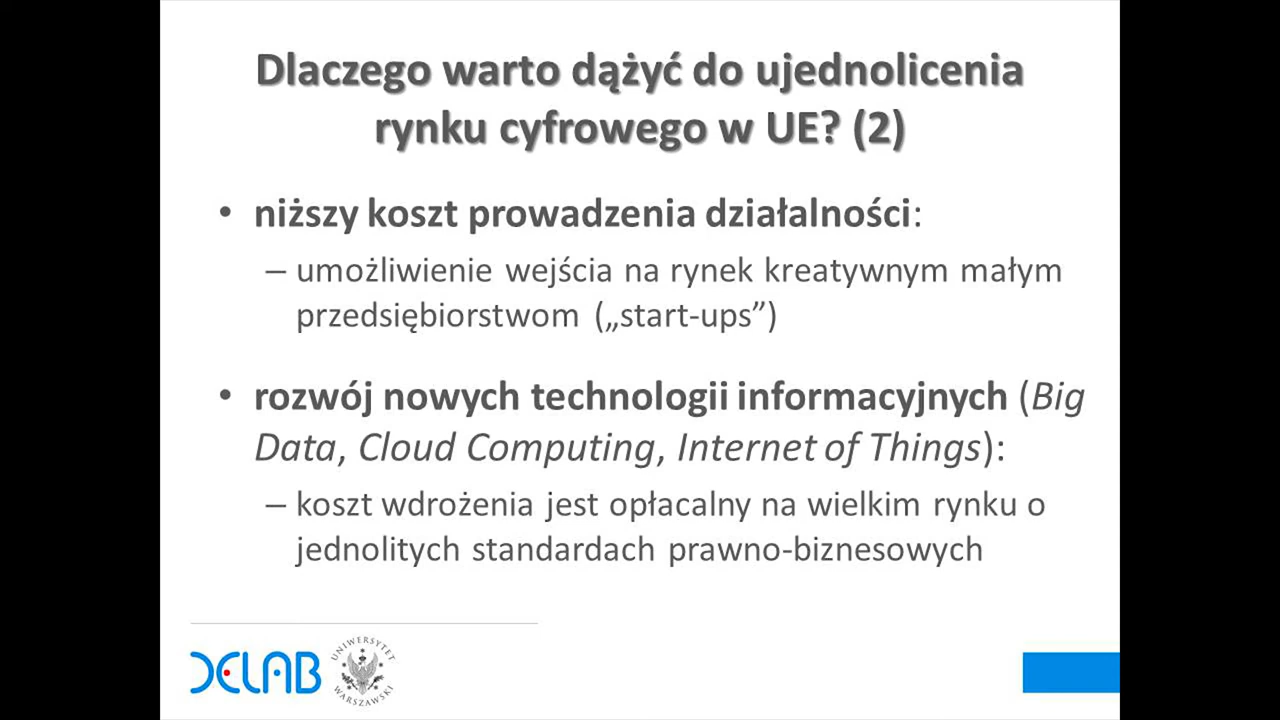 Dlaczego warto dążyć do ujednolicenia
rynku cyfrowego w UE? (2)
• niższy koszt prowadzenia działalności:
– umożliwienie wejścia na rynek kreatywnym małym
przedsiębiorstwom („start-ups”)
• rozwój nowych technologii informacyjnych (Big
Data, Cloud Computing, Internet of Things):
– koszt wdrożenia jest opłacalny na wielkim rynku o
jednolitych standardach prawno-biznesowych
DELAB
UNIWERSYTET
WARSZAWSKI